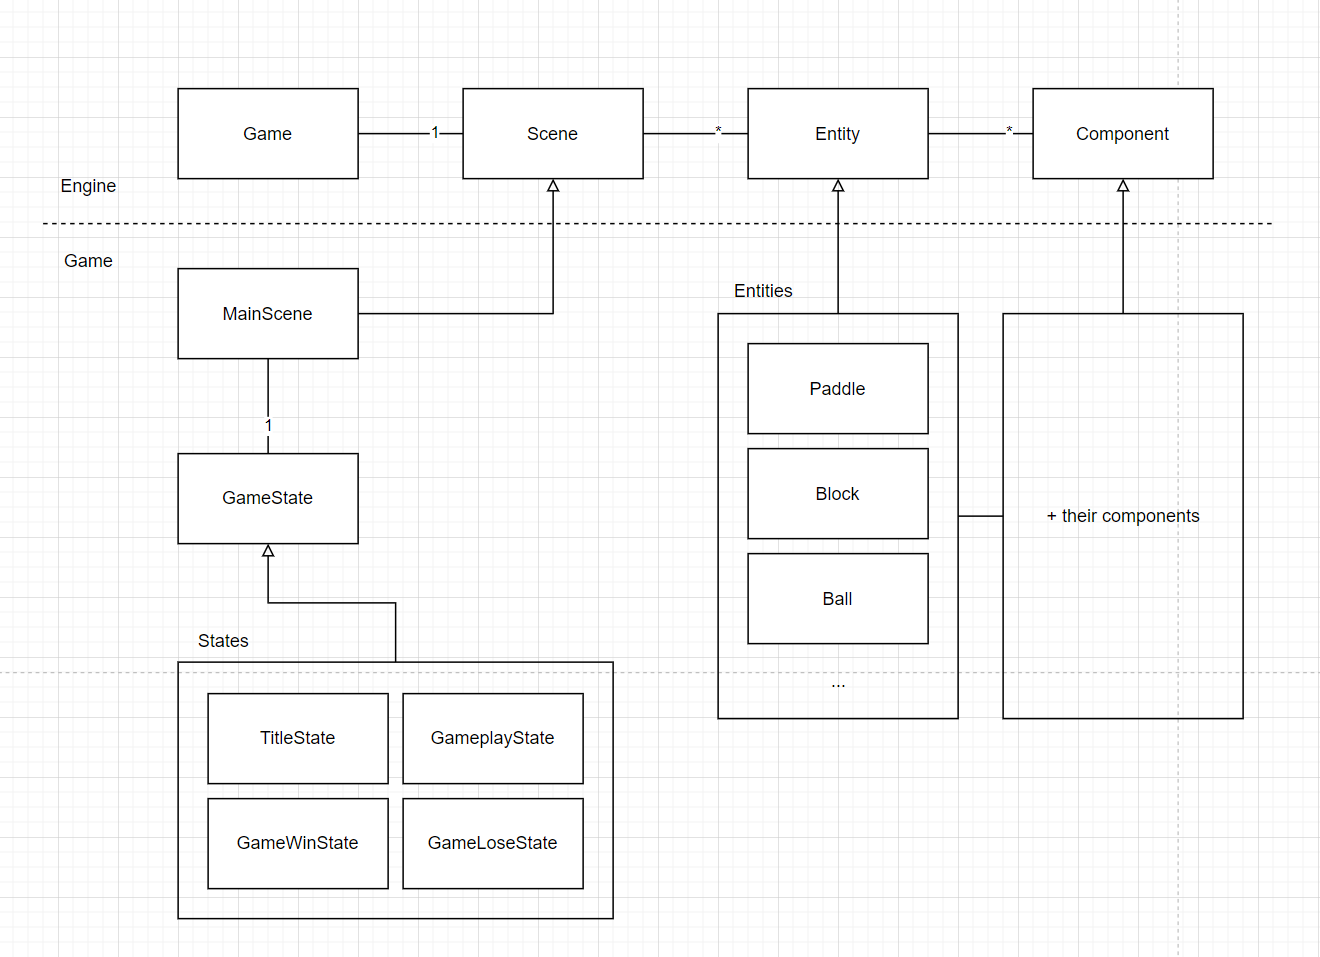 Game
1
Scene
*
Entity
*
Component
Engine
Game
MainScene
Entities
Paddle
1
GameState
Block
+ their components
Ball
States
...
TitleState
GameplayState
GameWinState
GameLoseState